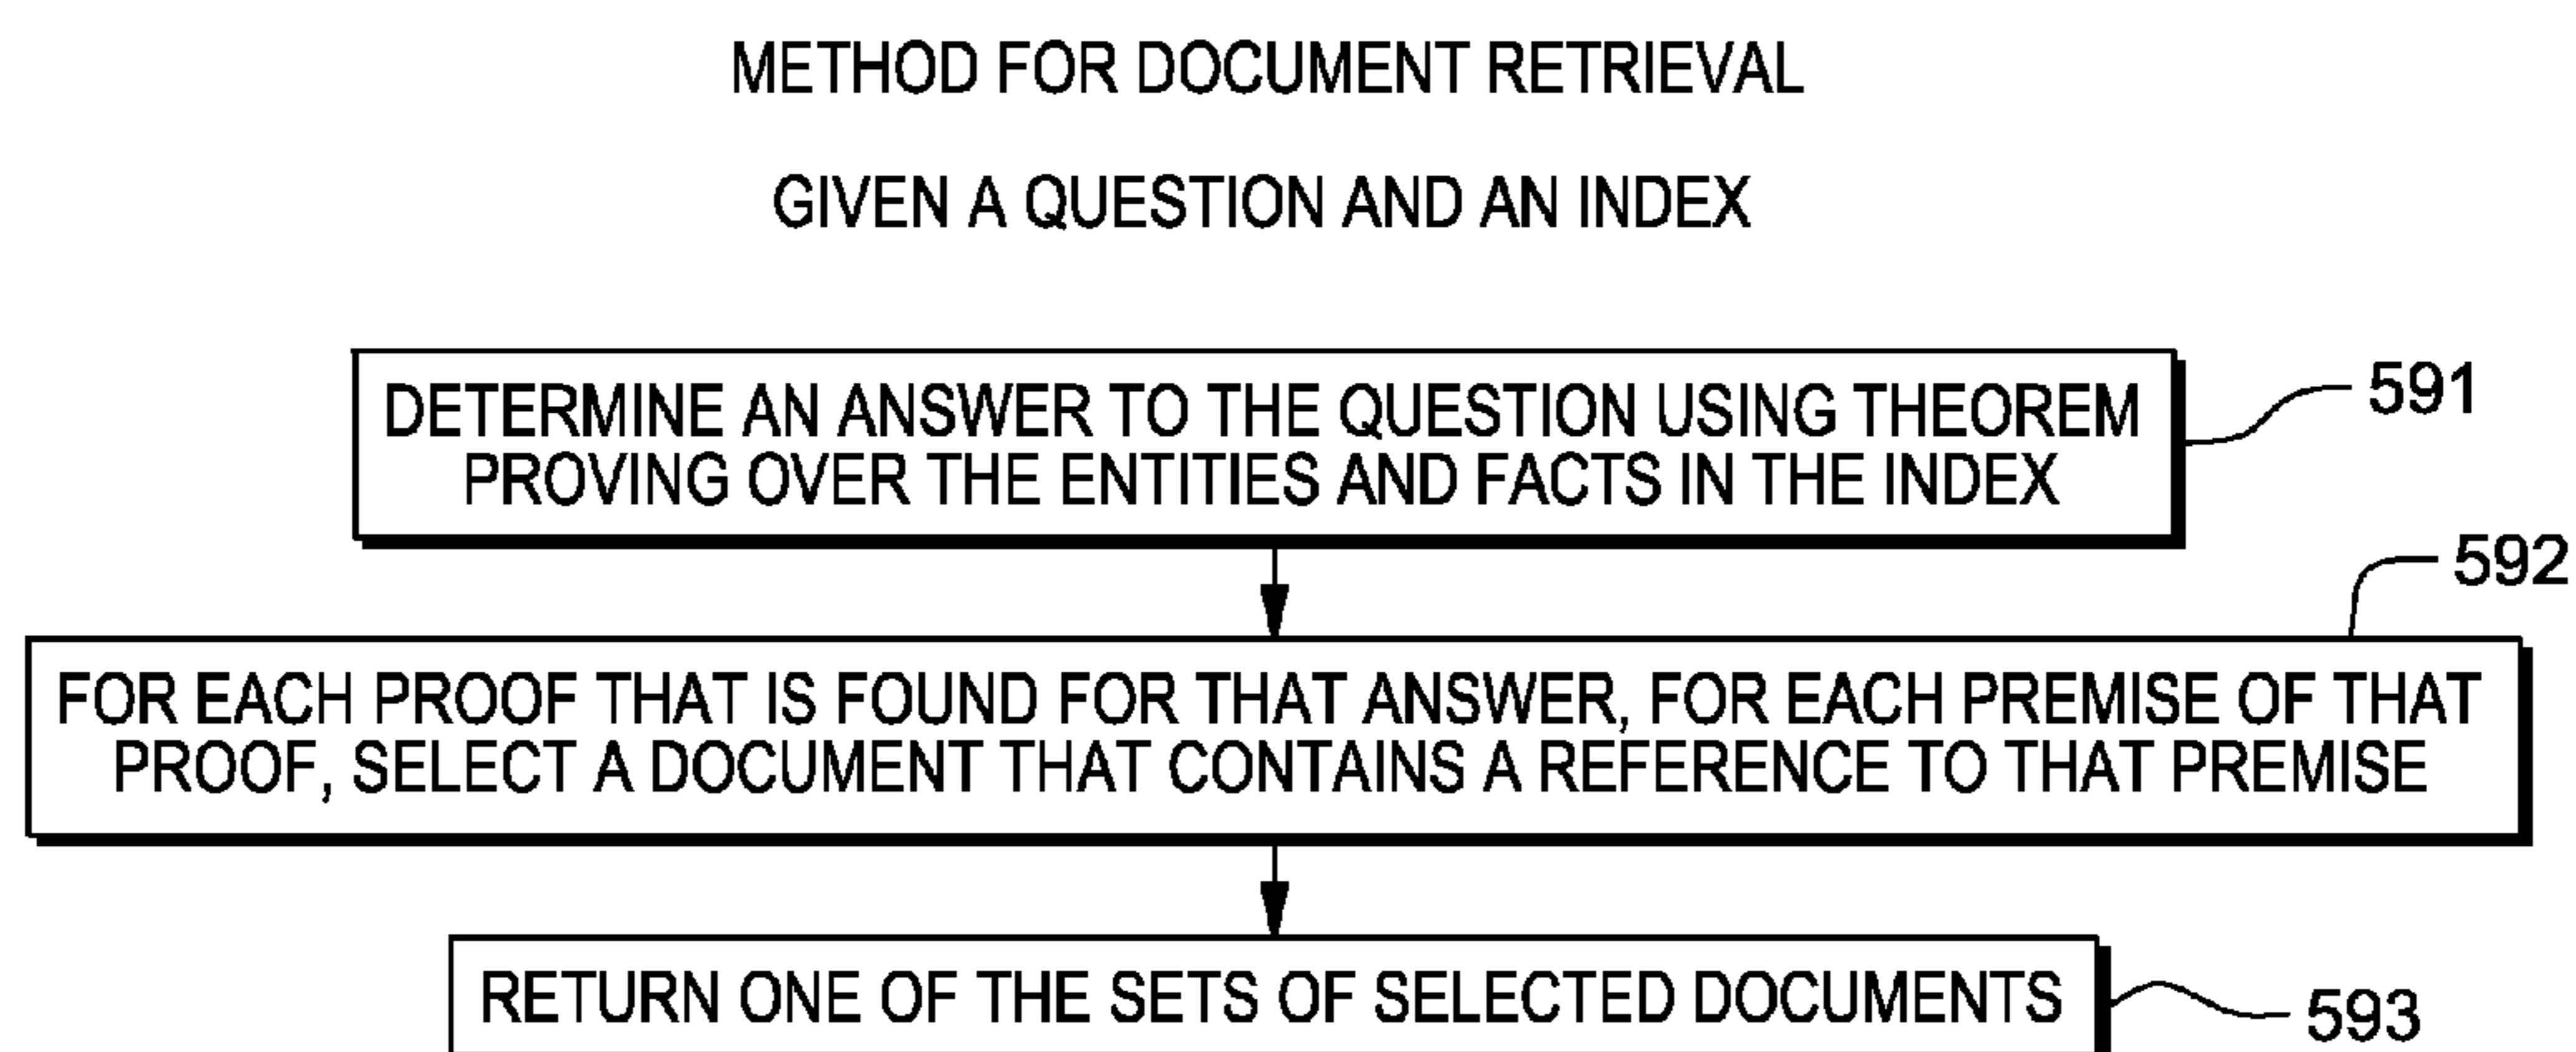 METHOD FOR DOCUMENT RETRIEVAL
GIVEN A QUESTION AND AN INDEX
DETERMINE AN ANSWER TO THE QUESTION USING THEOREM
PROVING OVER THE ENTITIES AND FACTS IN THE INDEX
591
592
FOR EACH PROOF THAT IS FOUND FOR THAT ANSWER, FOR EACH PREMISE OF THAT
PROOF, SELECT A DOCUMENT THAT CONTAINS A REFERENCE TO THAT PREMISE
RETURN ONE OF THE SETS OF SELECTED DOCUMENTS
593